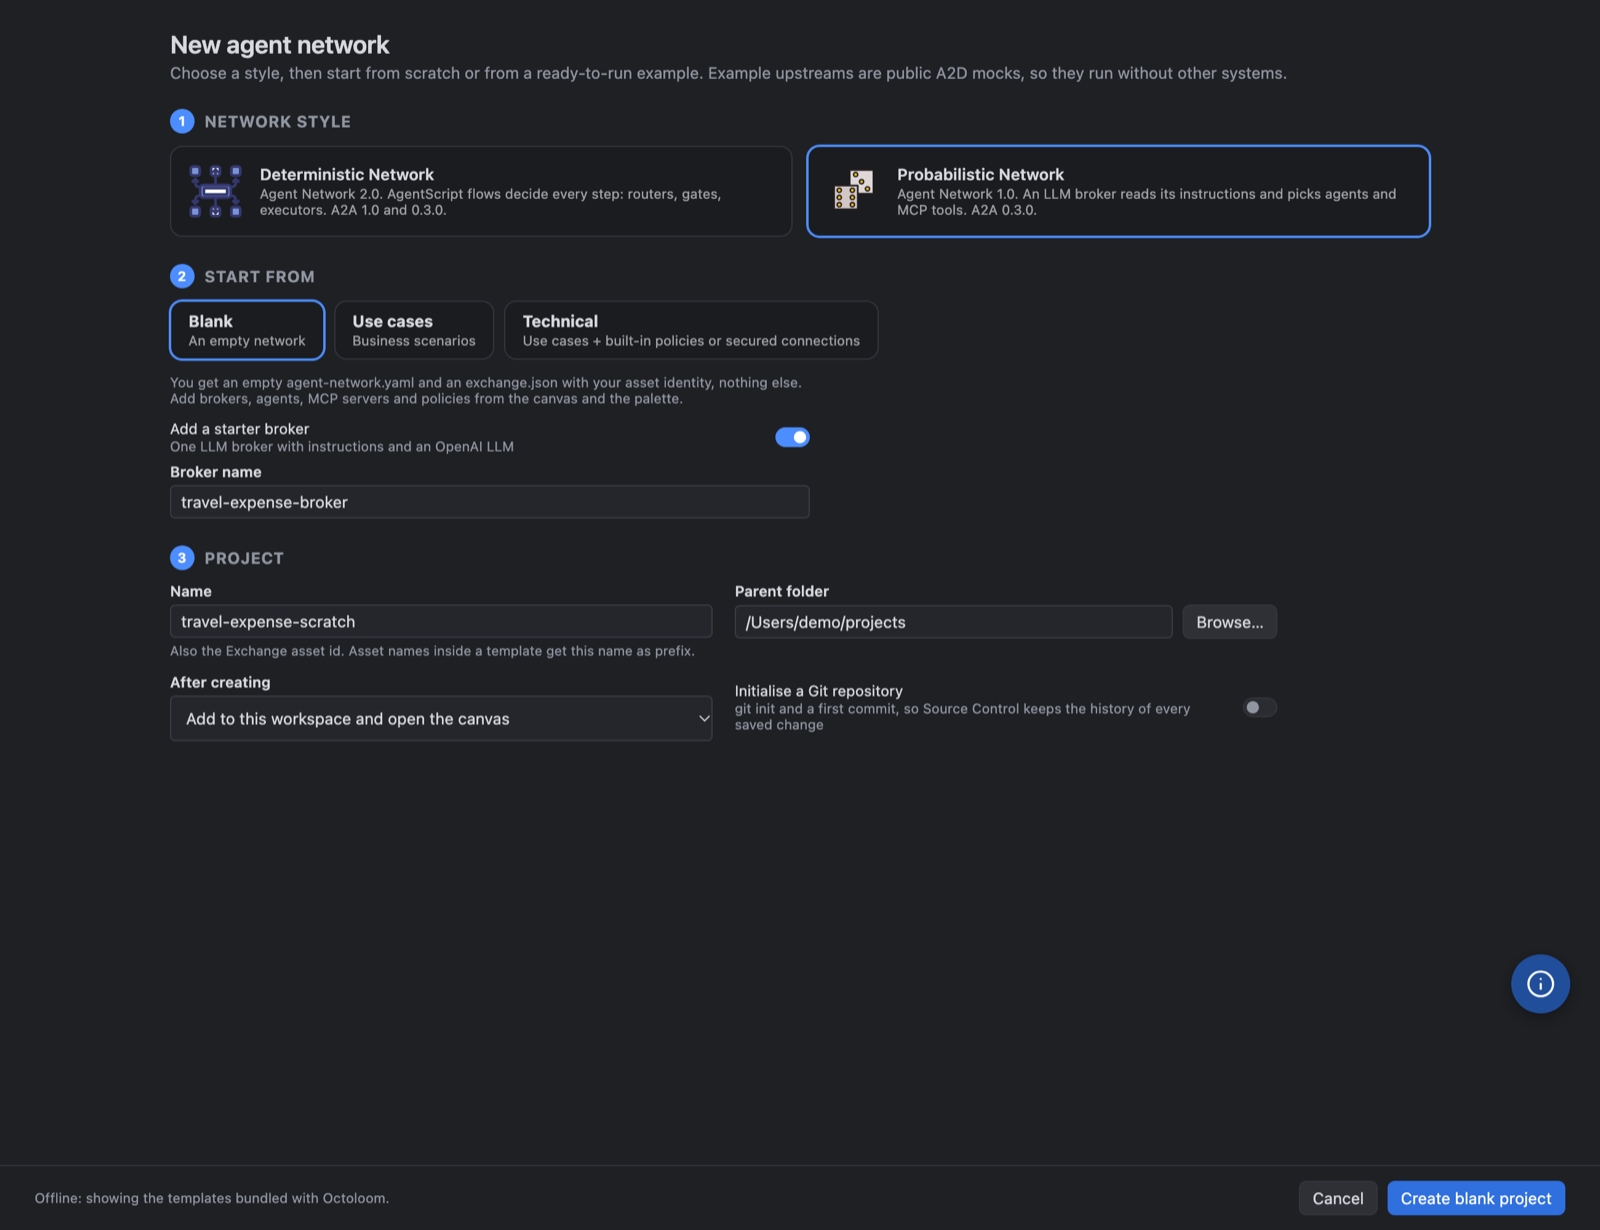 New agent network
Choose a style, then start from scratch or from a ready-to-run example. Example upstreams are public A2D mocks, so they run without other systems.
1 NETWORK STYLE
Deterministic Network
Agent Network 2.0. AgentScript flows decide every step: routers, gates,
executors. A2A 1.0 and 0.3.0.
Probabilistic Network
Agent Network 1.0. An LLM broker reads its instructions and picks agents and
MCP tools. A2A 0.3.0.
2 START FROM
Blank
An empty network
Use cases
Business scenarios
Technical
Use cases + built-in policies or secured connections
You get an empty agent-network.yaml and an exchange.json with your asset identity, nothing else.
Add brokers, agents, MCP servers and policies from the canvas and the palette.
Add a starter broker
One LLM broker with instructions and an OpenAI LLM
Broker name
travel-expense-broker
3 PROJECT
Name
travel-expense-scratch
Also the Exchange asset id. Asset names inside a template get this name as prefix.
Parent folder
/Users/demo/projects
Browse...
After creating
Add to this workspace and open the canvas
Initialise a Git repository
git init and a first commit, so Source Control keeps the history of every
saved change
Offline: showing the templates bundled with Octoloom.
Cancel
Create blank project